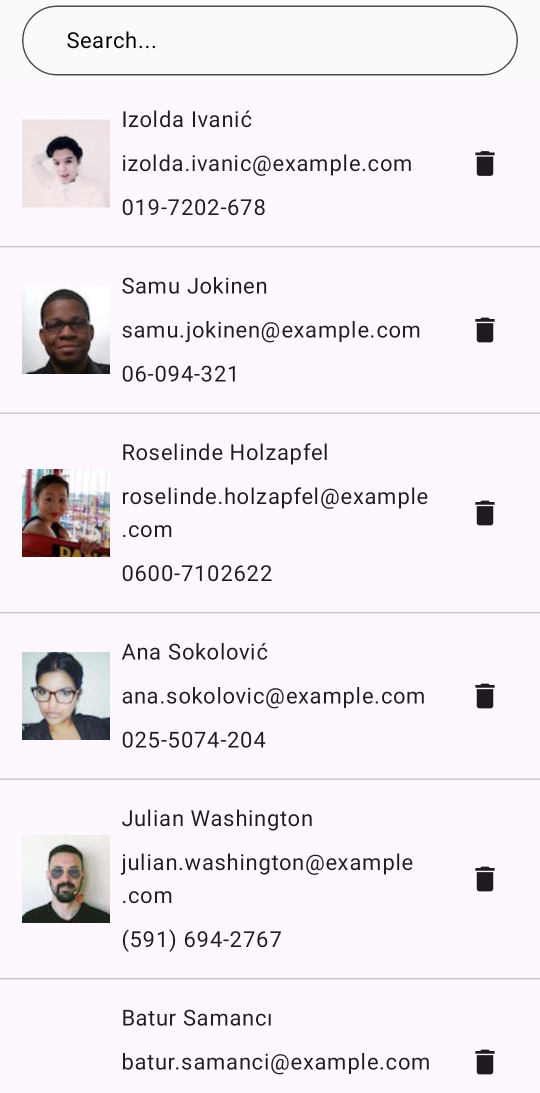 Search...
Izolda Ivanić
izolda.ivanic@example.com
019-7202-678
Samu Jokinen
samu.jokinen@example.com
06-094-321
Roselinde Holzapfel
roselinde.holzapfel@example
.com
0600-7102622
Ana Sokolović
ana.sokolovic@example.com
025-5074-204
Julian Washington
julian.washington@example
.com
(591) 694-2767
Batur Samancı
batur.samanci@example.com